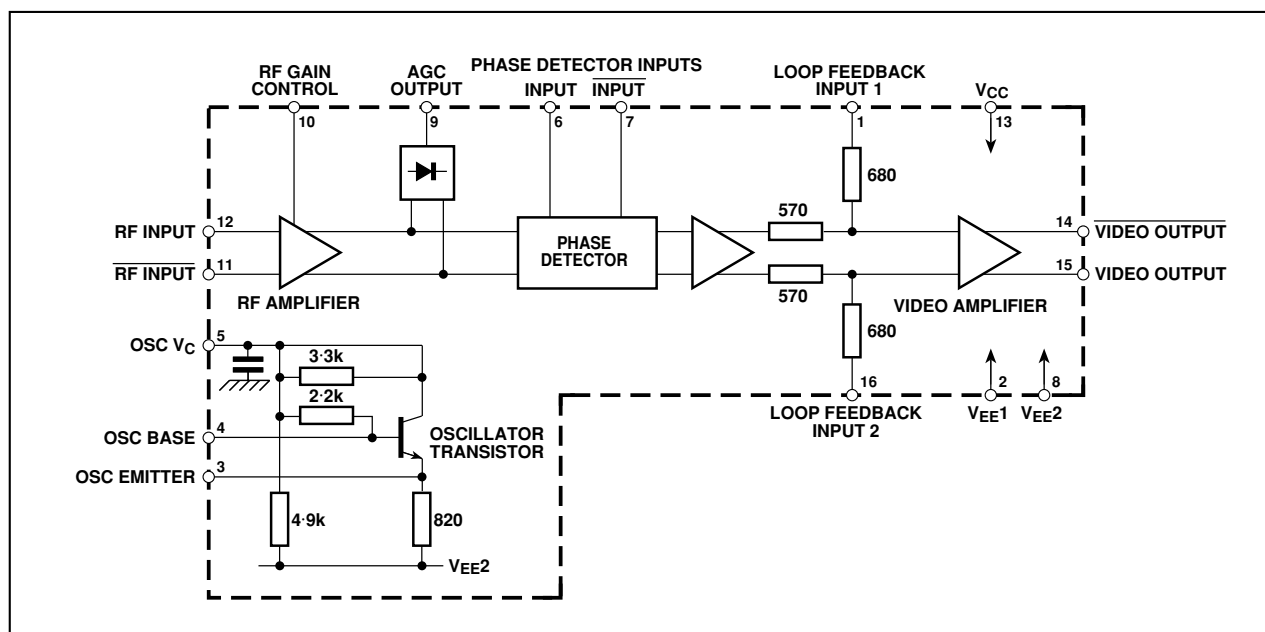 PHASE DETECTOR INPUTS
RF GAIN
CONTROL
AGC
OUTPUT
INPUT
INPUT
LOOP FEEDBACK
INPUT 1
VCC
10
9
6
7
1
13
680
570
12
RF INPUT
PHASE
DETECTOR
14
VIDEO OUTPUT
11
RF INPUT
15
VIDEO OUTPUT
RF AMPLIFIER
570
VIDEO AMPLIFIER
680
5
OSC VC
3·3k
2·2k
16
2
8
LOOP FEEDBACK
INPUT 2
VEE1
VEE2
4
OSC BASE
OSCILLATOR
TRANSISTOR
3
OSC EMITTER
4·9k
820
VEE2